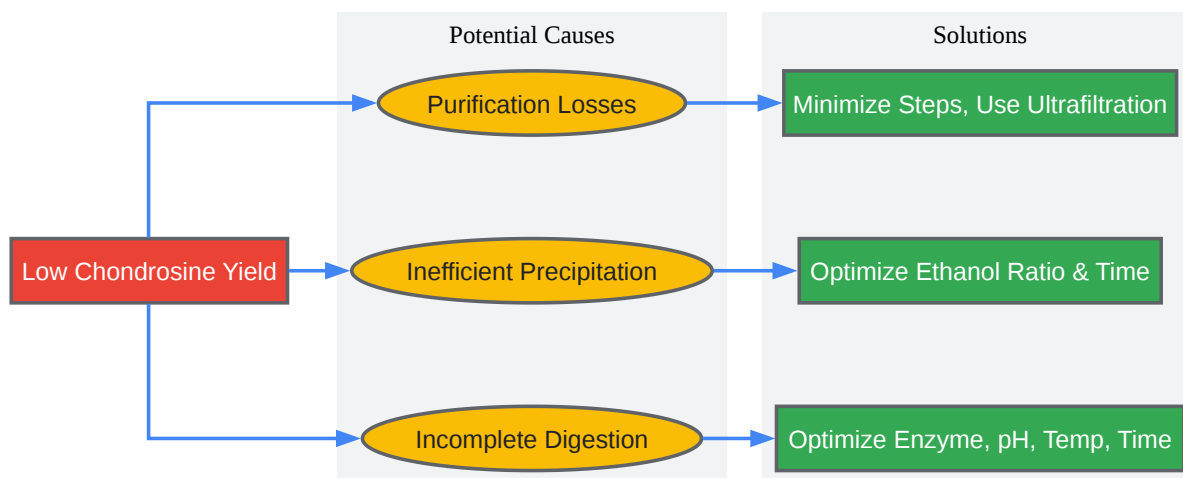 Potential Causes
Solutions
Purification Losses
Minimize Steps, Use Ultrafiltration
Low Chondrosine Yield
Inefficient Precipitation
Optimize Ethanol Ratio & Time
Incomplete Digestion
Optimize Enzyme, pH, Temp, Time